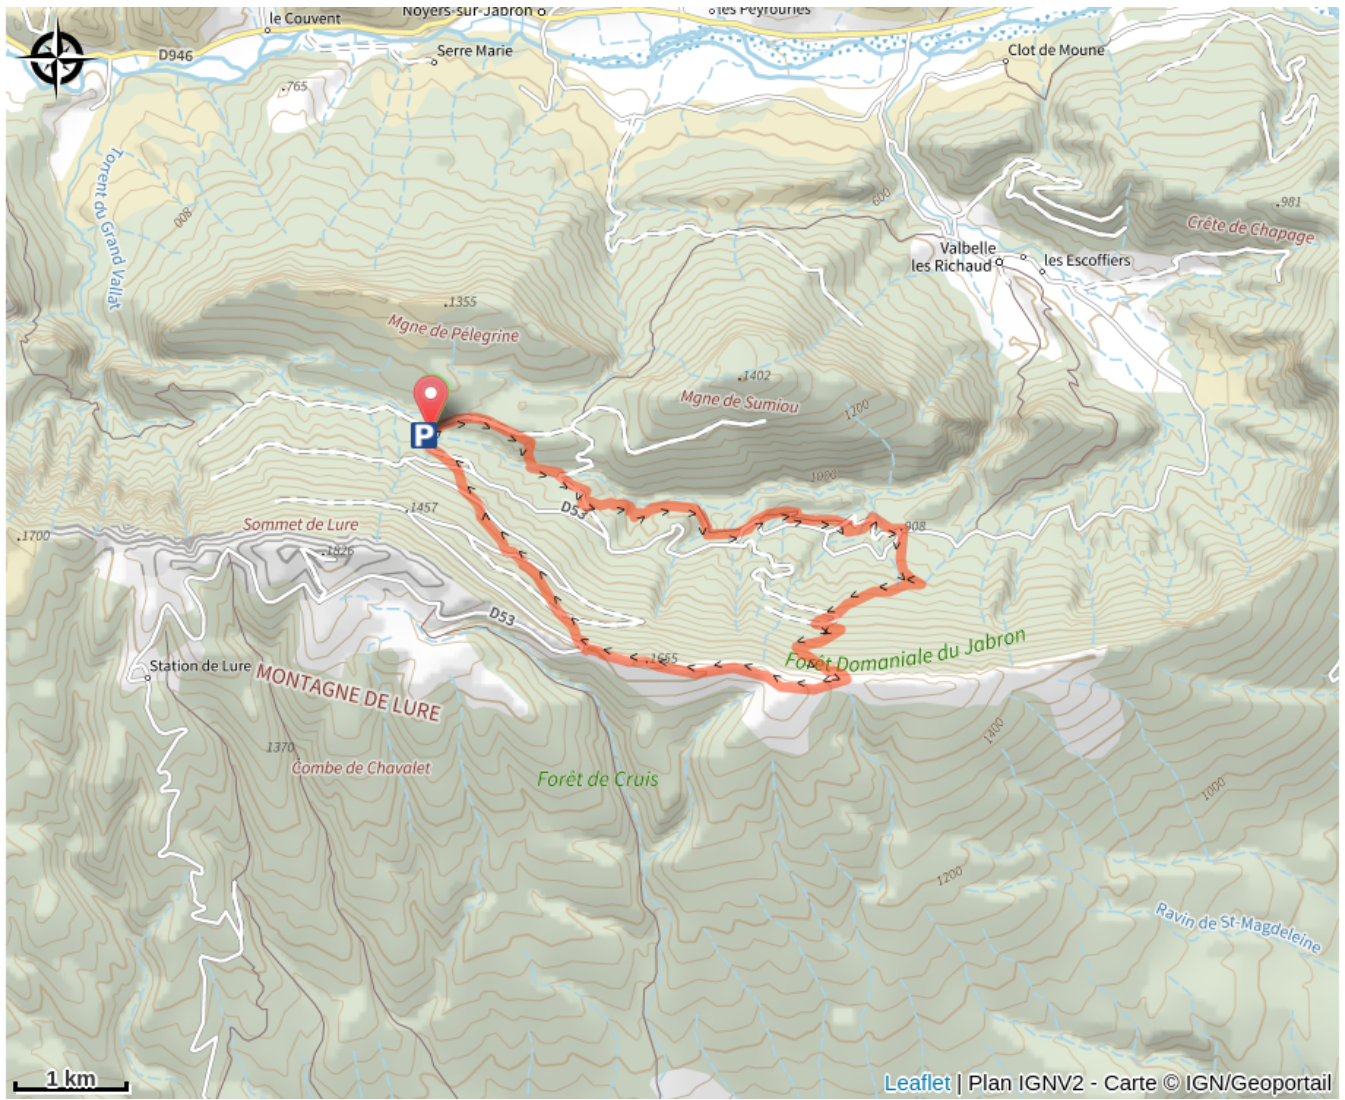 le Couvent
Noyers-sur-Jabron
les Peyrouries
D946
Serre Marie
Clot de Moune
765
Torrent du Grand Vallat
800
600
981
Crête de Chapage
Valbelle
les Richaud
les Escoffiers
1355
Mgne de Pélegrine
1402
Mgne de Sumiou
1200
P
1000
1457
D53
908
Sommet de Lure
1700
1826
D53
Forêt Domaniale du Jabron
1655
Station de Lure
MONTAGNE DE LURE
1400
1370
Combe de Chavalet
Forêt de Cruis
1000
1200
Ravin de St-Magdeleine
1 km
Leaflet | Plan IGNV2 - Carte © IGN/Geoportail